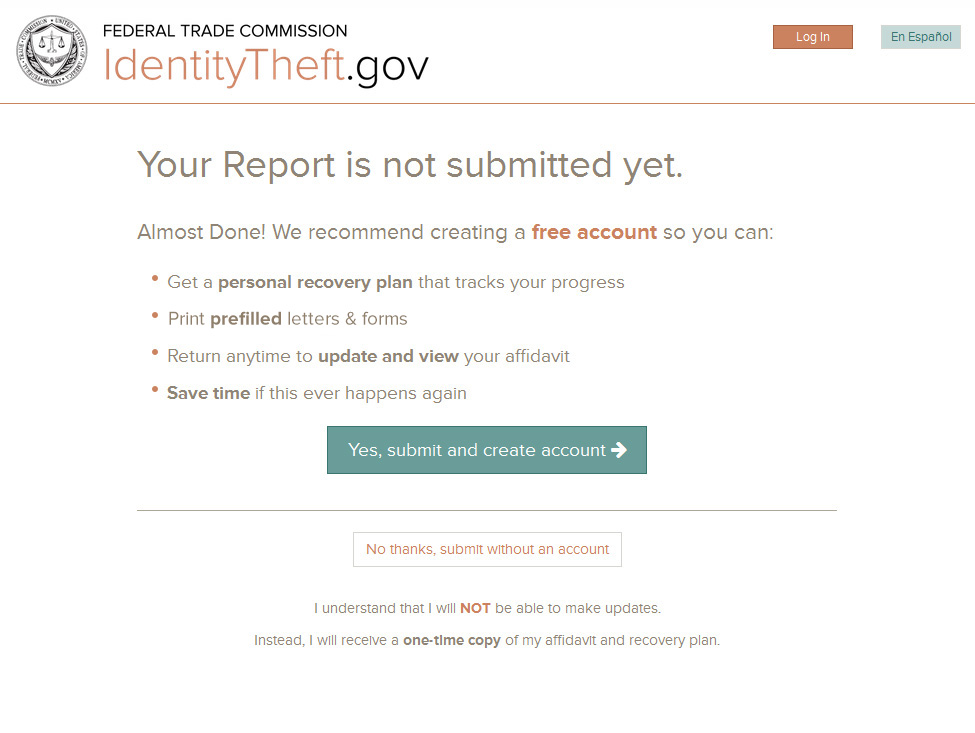 FEDERAL TRADE COMMISSION
IdentityTheft.gov
Log In
En Español
Your Report is not submitted yet.
Almost Done! We recommend creating a free account so you can:
• Get a personal recovery plan that tracks your progress
• Print prefilled letters & forms
• Return anytime to update and view your affidavit
• Save time if this ever happens again
Yes, submit and create account →
No thanks, submit without an account
I understand that I will NOT be able to make updates.
Instead, I will receive a one-time copy of my affidavit and recovery plan.